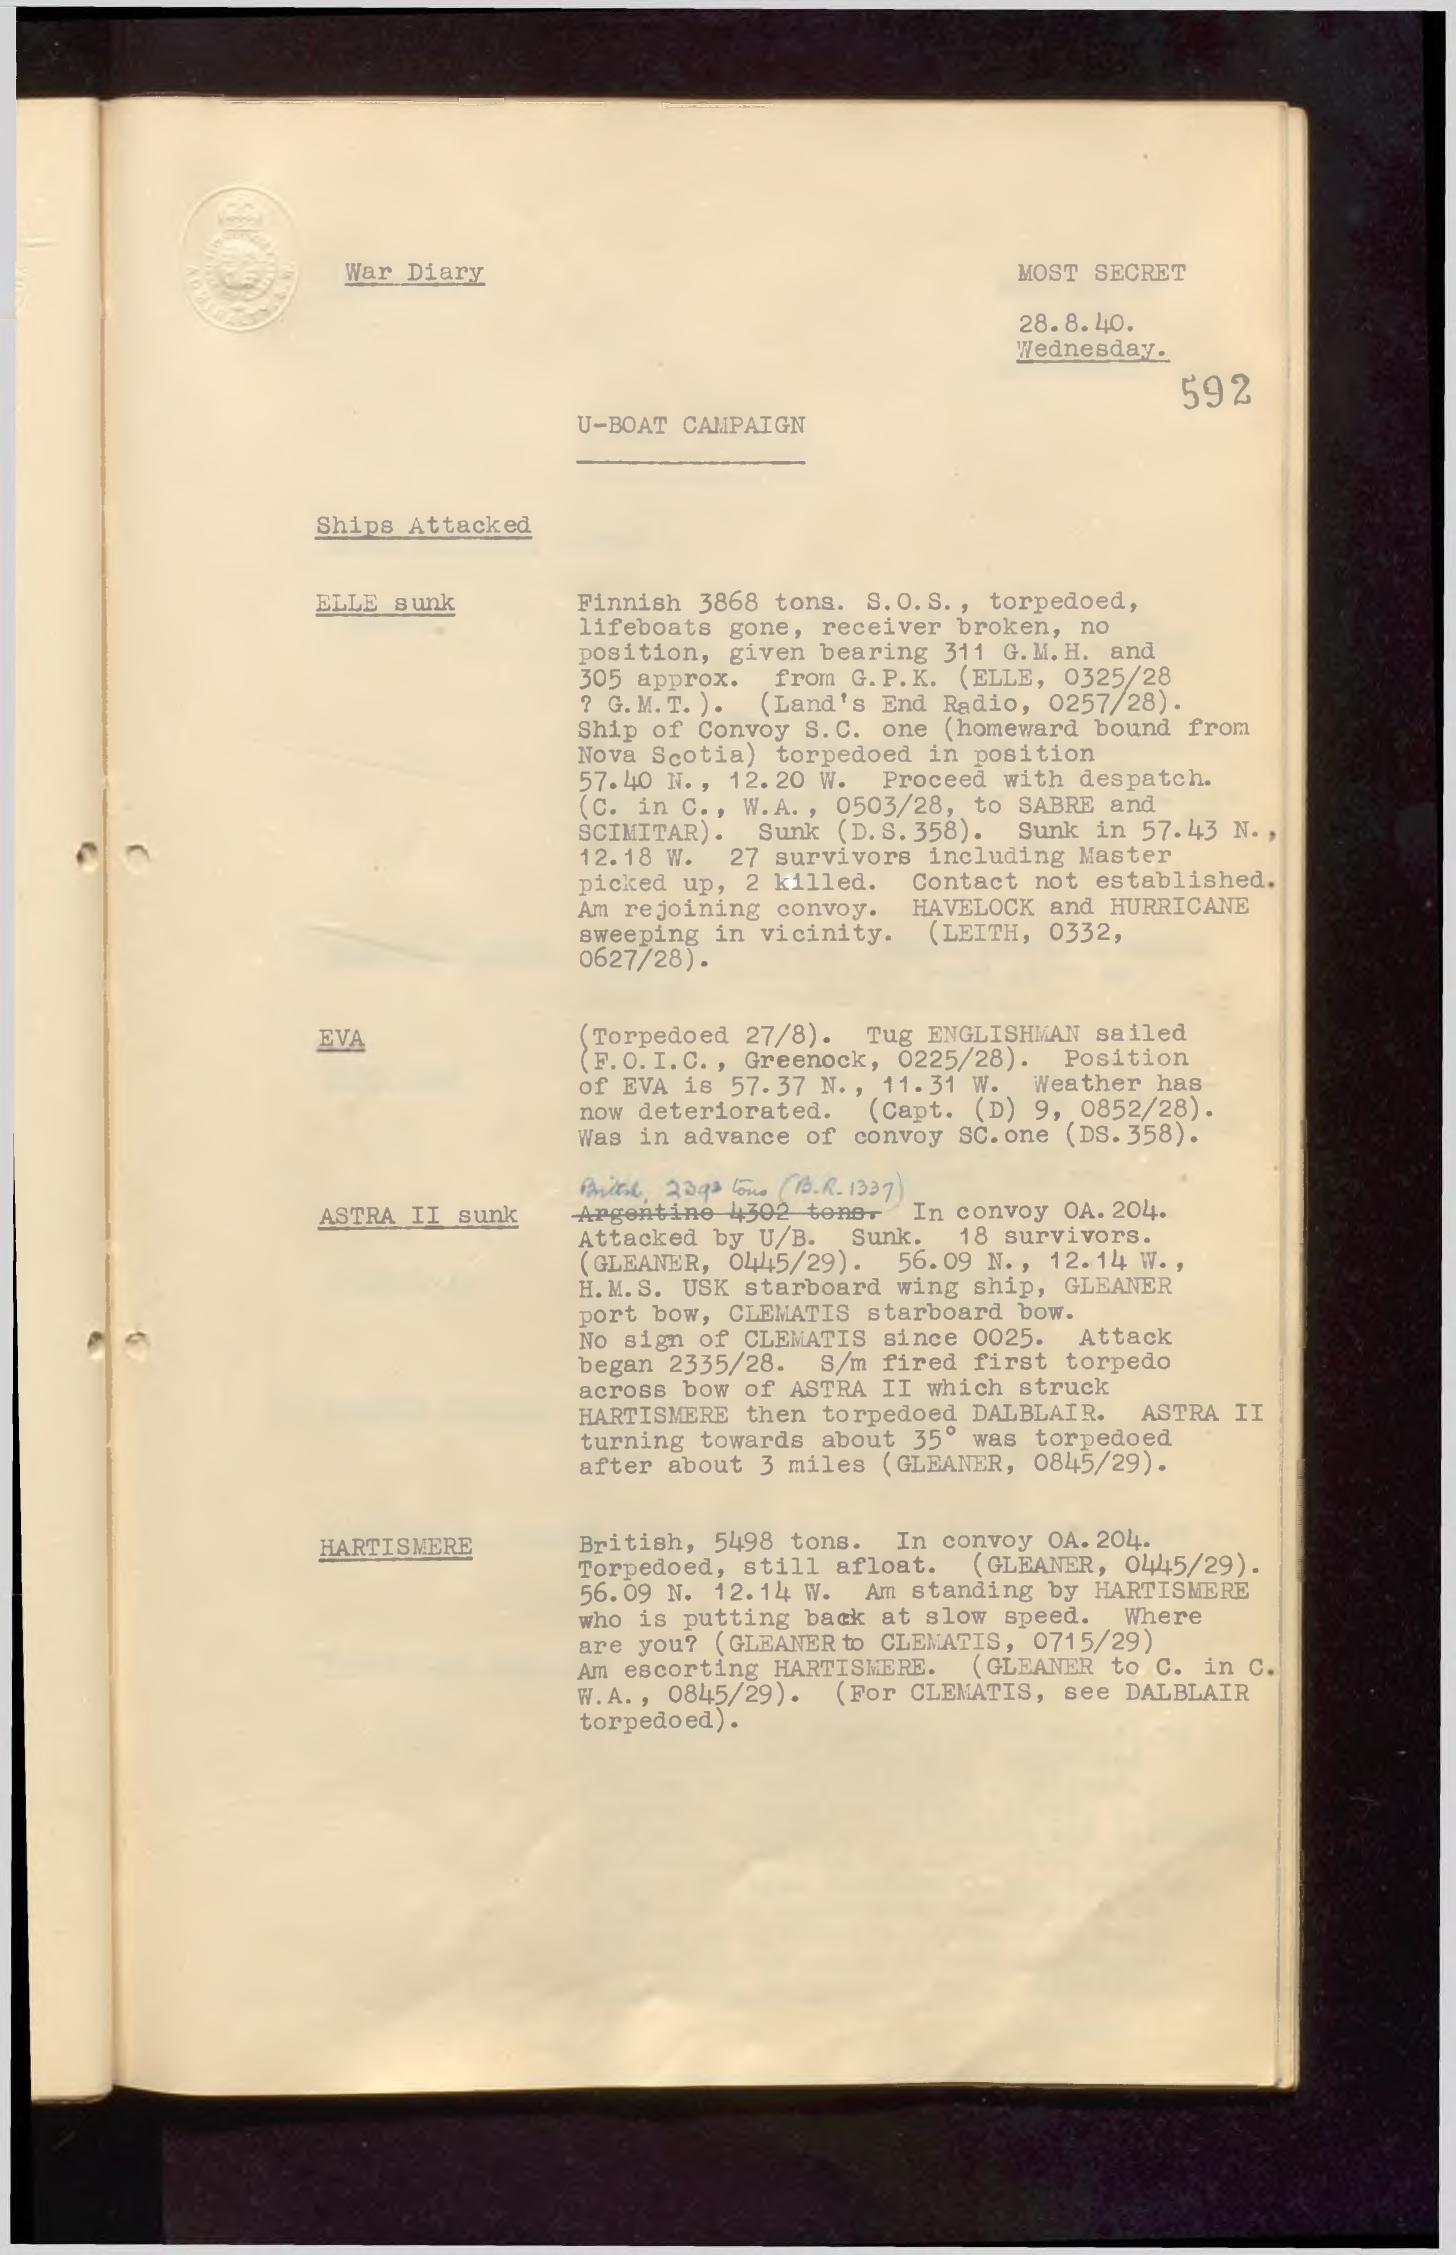 War Diary
MOST SECRET
28.8.40.
Wednesday.
592
U-BOAT CAMPAIGN
Ships Attacked
ELLE sunk
Finnish 3868 tons. S.O.S., torpedoed,
lifeboats gone, receiver broken, no
position, given bearing 311 G.M.H. and
305 approx. from G.P.K. (ELLE, 0325/28
? G.M.T.). (Land's End Radio, 0257/28).
Ship of Convoy S.C. one (homeward bound from
Nova Scotia) torpedoed in position
57.40 N., 12.20 W. Proceed with despatch.
(C. in C., W.A., 0503/28, to SABRE and
SCIMITAR). Sunk (D.S.358). Sunk in 57.43 N.,
12.18 W. 27 survivors including Master
picked up, 2 killed. Contact not established.
Am rejoining convoy. HAVELOCK and HURRICANE
sweeping in vicinity. (LEITH, 0332,
0627/28).
EVA
(Torpedoed 27/8). Tug ENGLISHMAN sailed
(F.O.I.C., Greenock, 0225/28). Position
of EVA is 57.37 N., 11.31 W. Weather has
now deteriorated. (Capt. (D) 9, 0852/28).
Was in advance of convoy SC.one (DS.358).
British, 2393 tons (B.R.1337)
ASTRA II sunk
Argentine 4302 tons. In convoy OA.204.
Attacked by U/B. Sunk. 18 survivors.
(GLEANER, 0445/29). 56.09 N., 12.14 W.,
H.M.S. USK starboard wing ship, GLEANER
port bow, CLEMATIS starboard bow.
No sign of CLEMATIS since 0025. Attack
began 2335/28. S/m fired first torpedo
across bow of ASTRA II which struck
HARTISMERE then torpedoed DALBLAIR. ASTRA II
turning towards about 35° was torpedoed
after about 3 miles (GLEANER, 0845/29).
HARTISMERE
British, 5498 tons. In convoy OA.204.
Torpedoed, still afloat. (GLEANER, 0445/29).
56.09 N. 12.14 W. Am standing by HARTISMERE
who is putting back at slow speed. Where
are you? (GLEANER to CLEMATIS, 0715/29)
Am escorting HARTISMERE. (GLEANER to C. in C.
W.A., 0845/29). (For CLEMATIS, see DALBLAIR
torpedoed).